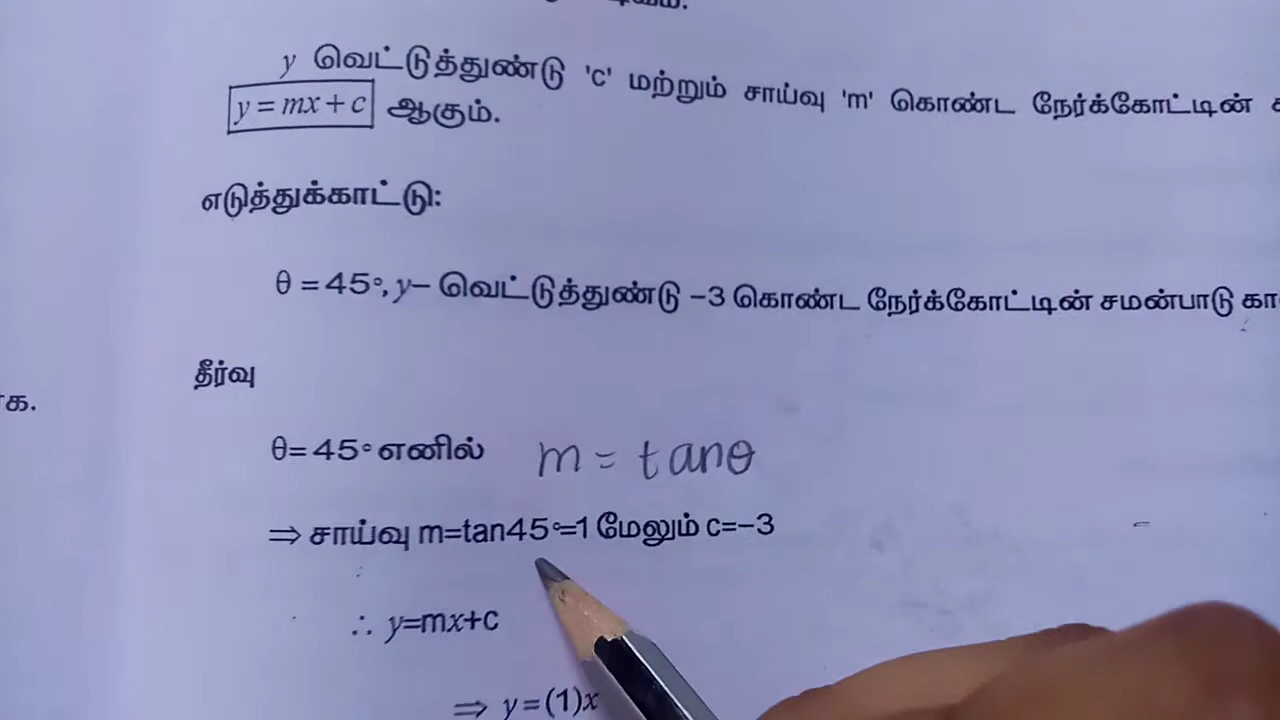 y வெட்டுத்துண்டு 'c' மற்றும் சாய்வு 'm' கொண்ட நேர்க்கோட்டின்
y = mx + c ஆகும்.
எடுத்துக்காட்டு:
θ = 45°, y– வெட்டுத்துண்டு –3 கொண்ட நேர்க்கோட்டின் சமன்பாடு கா
தீர்வு
க.
θ= 45° எனில் m = tanθ
⇒ சாய்வு m=tan45°=1 மேலும் c=–3
∴ y=mx+c
⇒ y=(1)x